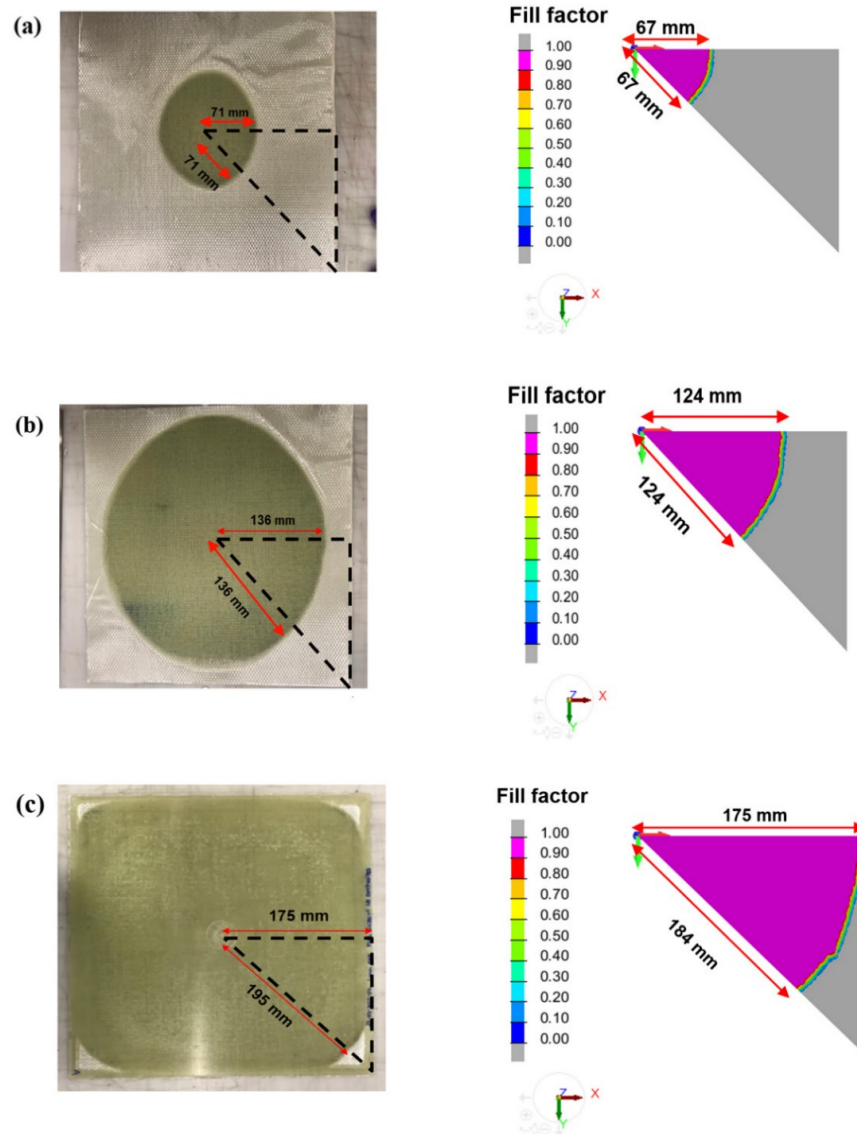 (a)
71 mm
71 mm
Fill factor
1.00
0.90
0.80
0.70
0.60
0.50
0.40
0.30
0.20
0.10
0.00
67 mm
67 mm
Z
X
Y
(b)
136 mm
136 mm
Fill factor
1.00
0.90
0.80
0.70
0.60
0.50
0.40
0.30
0.20
0.10
0.00
124 mm
124 mm
Z
X
Y
(c)
175 mm
195 mm
Fill factor
1.00
0.90
0.80
0.70
0.60
0.50
0.40
0.30
0.20
0.10
0.00
175 mm
184 mm
Z
X
Y